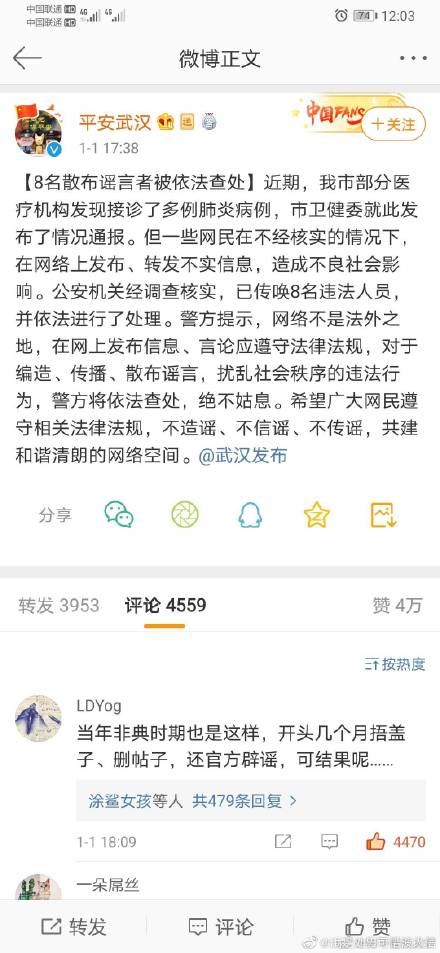 中国联通 HD 4G 4G
中国联通 HD
74 12:03
微博正文
平安武汉
中国FANS
+关注
1-1 17:38
【8名散布谣言者被依法查处】近期，我市部分医
疗机构发现接诊了多例肺炎病例，市卫健委就此发
布了情况通报。但一些网民在不经核实的情况下，
在网络上发布、转发不实信息，造成不良社会影
响。公安机关经调查核实，已传唤8名违法人员，
并依法进行了处理。警方提示，网络不是法外之
地，在网上发布信息、言论应遵守法律法规，对于
编造、传播、散布谣言，扰乱社会秩序的违法行
为，警方将依法查处，绝不姑息。希望广大网民遵
守相关法律法规，不造谣、不信谣、不传谣，共建
和谐清朗的网络空间。@武汉发布
分享
转发 3953 评论 4559 赞 4万
按热度
LDYog
当年非典时期也是这样，开头几个月捂盖
子、删帖子，还官方辟谣，可结果呢......
涂鲨女孩等人 共479条回复 >
1-1 18:09 4470
一朵屌丝
转发 评论 赞